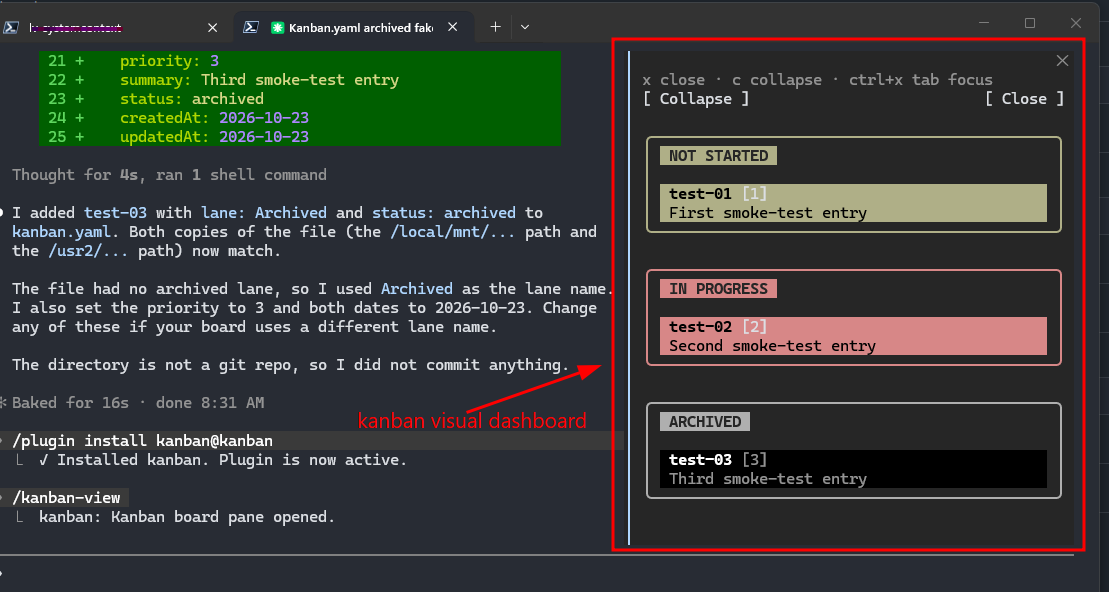 Kanban.yaml archived fake
21 +    priority: 3
22 +    summary: Third smoke-test entry
23 +    status: archived
24 +    createdAt: 2026-10-23
25 +    updatedAt: 2026-10-23
Thought for 4s, ran 1 shell command
● I added test-03 with lane: Archived and status: archived to
kanban.yaml. Both copies of the file (the /local/mnt/... path and
the /usr2/... path) now match.
The file had no archived lane, so I used Archived as the lane name.
I also set the priority to 3 and both dates to 2026-10-23. Change
any of these if your board uses a different lane name.
The directory is not a git repo, so I did not commit anything.
* Baked for 16s · done 8:31 AM
kanban visual dashboard
› /plugin install kanban@kanban
└ ✓ Installed kanban. Plugin is now active.
› /kanban-view
└ kanban: Kanban board pane opened.
›
x close · c collapse · ctrl+x tab focus
[ Collapse ] [ Close ]
NOT STARTED
test-01 [1]
First smoke-test entry
IN PROGRESS
test-02 [2]
Second smoke-test entry
ARCHIVED
test-03 [3]
Third smoke-test entry